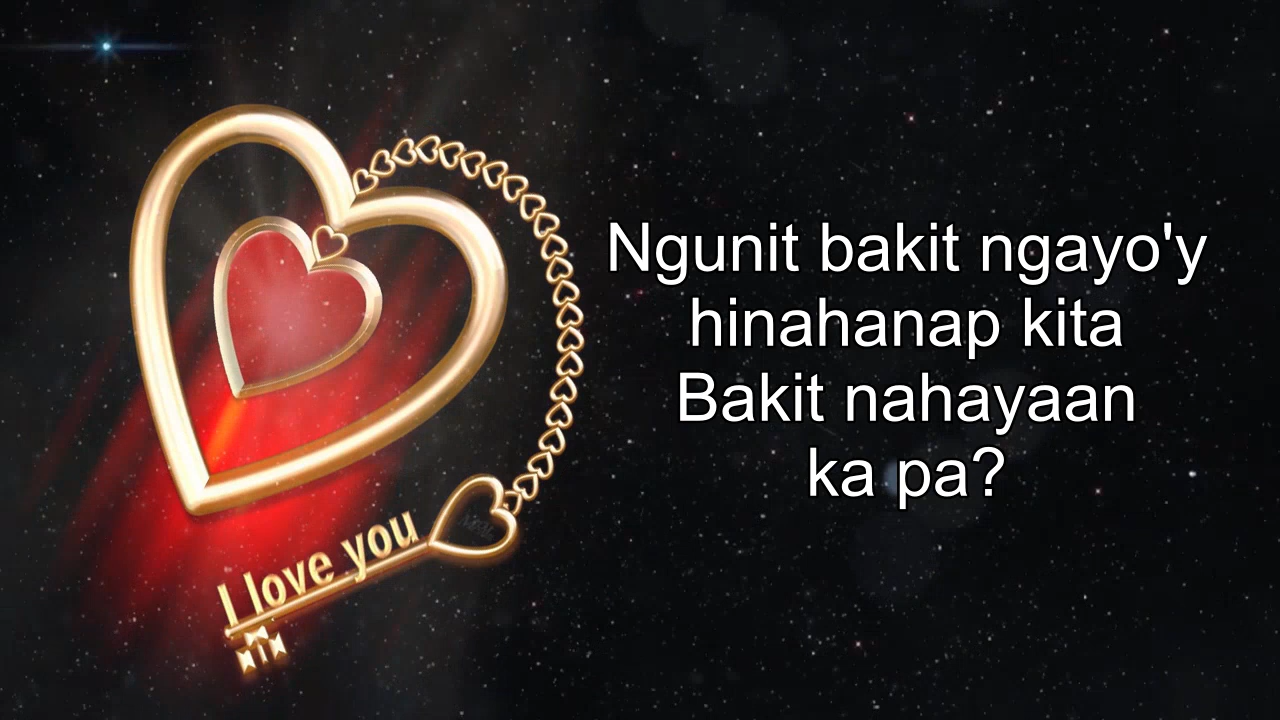 Ngunit bakit ngayo'y
hinahanap kita
Bakit nahayaan
ka pa?
I love you